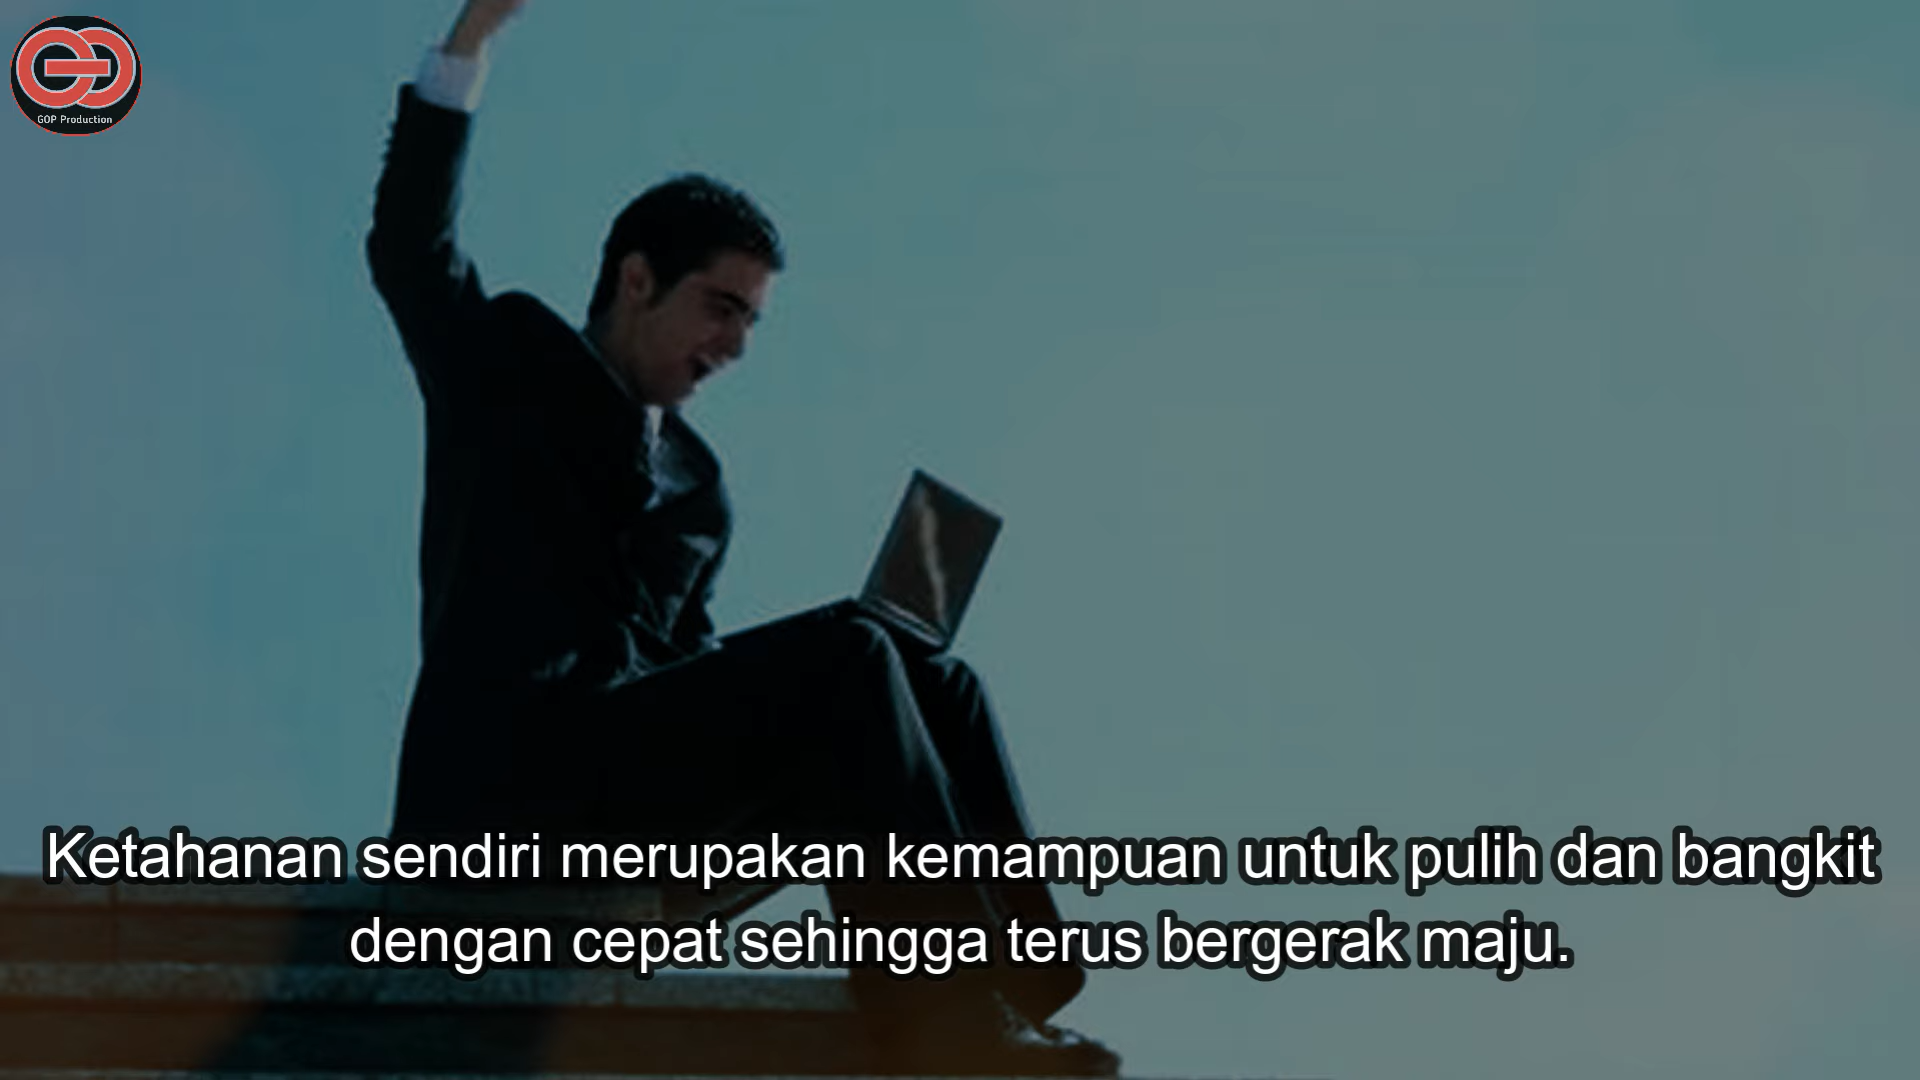 GOP Production
Ketahanan sendiri merupakan kemampuan untuk pulih dan bangkit
dengan cepat sehingga terus bergerak maju.